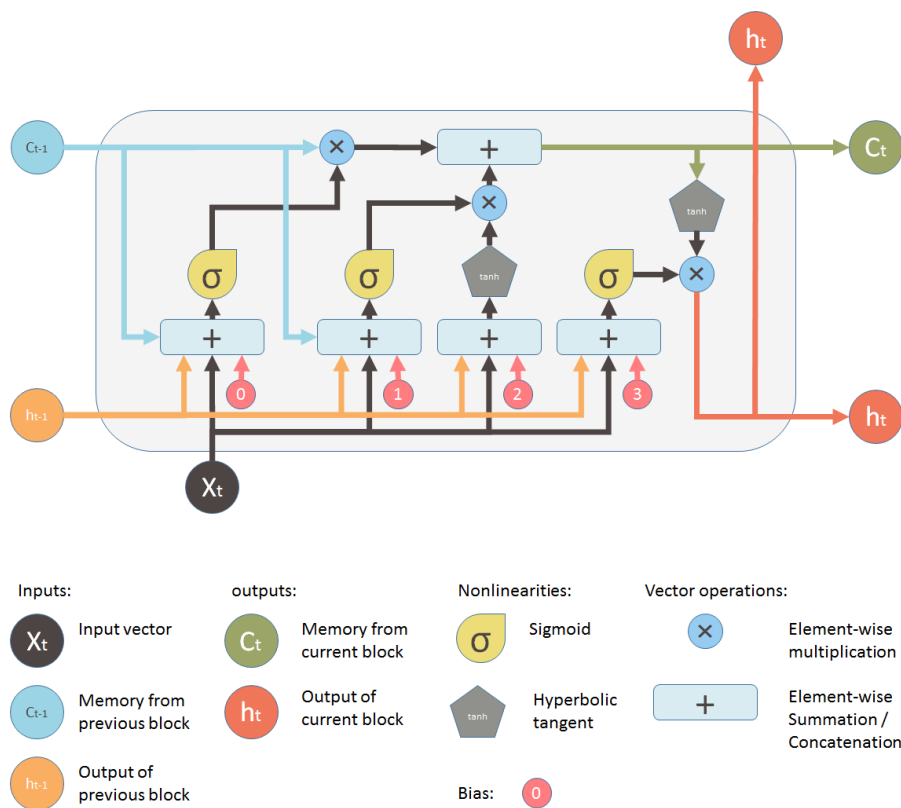 ht
Ct-1
×
+
Ct
tanh
×
σ
σ
tanh
σ
×
+
+
+
+
0
1
2
3
ht-1
ht
Xt
Inputs:
outputs:
Nonlinearities:
Vector operations:
Xt
Input vector
Ct
Memory from
current block
σ
Sigmoid
×
Element-wise
multiplication
Ct-1
Memory from
previous block
ht
Output of
current block
tanh
Hyperbolic
tangent
+
Element-wise
Summation /
Concatenation
ht-1
Output of
previous block
Bias:
0